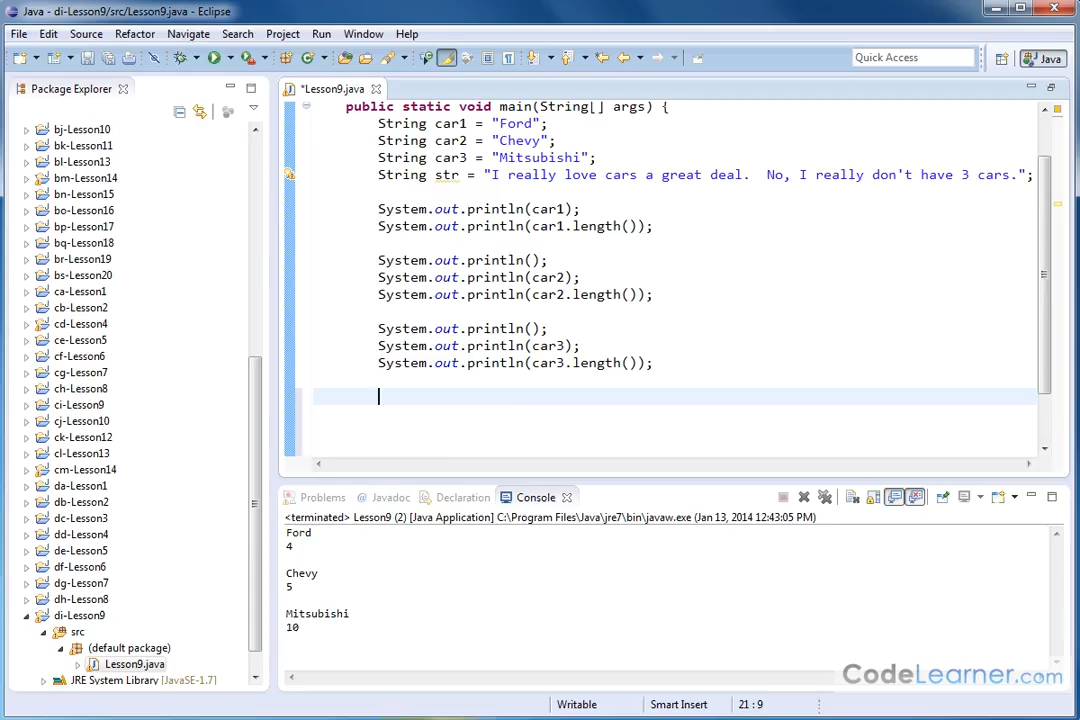 Java - di-Lesson9/src/Lesson9.java - Eclipse
File Edit Source Refactor Navigate Search Project Run Window Help
Quick Access
Java
Package Explorer
*Lesson9.java
bj-Lesson10
bk-Lesson11
bl-Lesson13
bm-Lesson14
bn-Lesson15
bo-Lesson16
bp-Lesson17
bq-Lesson18
br-Lesson19
bs-Lesson20
ca-Lesson1
cb-Lesson2
cd-Lesson4
ce-Lesson5
cf-Lesson6
cg-Lesson7
ch-Lesson8
ci-Lesson9
cj-Lesson10
ck-Lesson12
cl-Lesson13
cm-Lesson14
da-Lesson1
db-Lesson2
dc-Lesson3
dd-Lesson4
de-Lesson5
df-Lesson6
dg-Lesson7
dh-Lesson8
di-Lesson9
src
(default package)
Lesson9.java
JRE System Library [JavaSE-1.7]
public static void main(String[] args) {
String car1 = "Ford";
String car2 = "Chevy";
String car3 = "Mitsubishi";
String str = "I really love cars a great deal.  No, I really don't have 3 cars.";
System.out.println(car1);
System.out.println(car1.length());
System.out.println();
System.out.println(car2);
System.out.println(car2.length());
System.out.println();
System.out.println(car3);
System.out.println(car3.length());
Problems Javadoc Declaration Console
<terminated> Lesson9 (2) [Java Application] C:\Program Files\Java\jre7\bin\javaw.exe (Jan 13, 2014 12:43:05 PM)
Ford
4
Chevy
5
Mitsubishi
10
CodeLearner.com
Writable Smart Insert 21 : 9